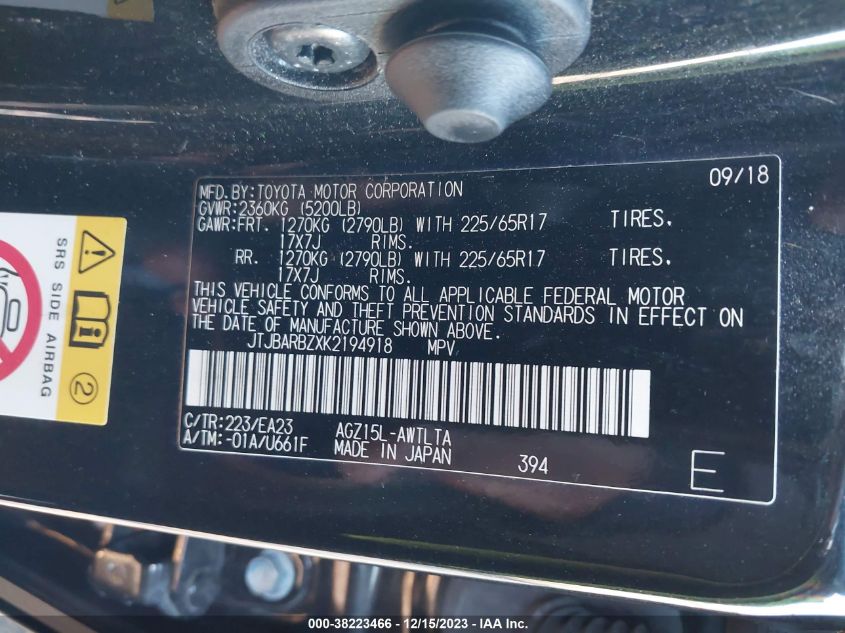 MFD.BY:TOYOTA MOTOR CORPORATION 09/18
GVWR:2360KG (5200LB)
GAWR:FRT. 1270KG (2790LB) WITH 225/65R17 TIRES.
17X7J RIMS.
RR. 1270KG (2790LB) WITH 225/65R17 TIRES.
17X7J RIMS.
THIS VEHICLE CONFORMS TO ALL APPLICABLE FEDERAL MOTOR
VEHICLE SAFETY AND THEFT PREVENTION STANDARDS IN EFFECT ON
THE DATE OF MANUFACTURE SHOWN ABOVE.
JTJBARBZXK2194918 MPV
C/TR:223/EA23 AGZ15L-AWTLTA
A/TM:-01A/U661F MADE IN JAPAN 394 E
SRS SIDE AIRBAG
2
000-38223466 - 12/15/2023 - IAA Inc.